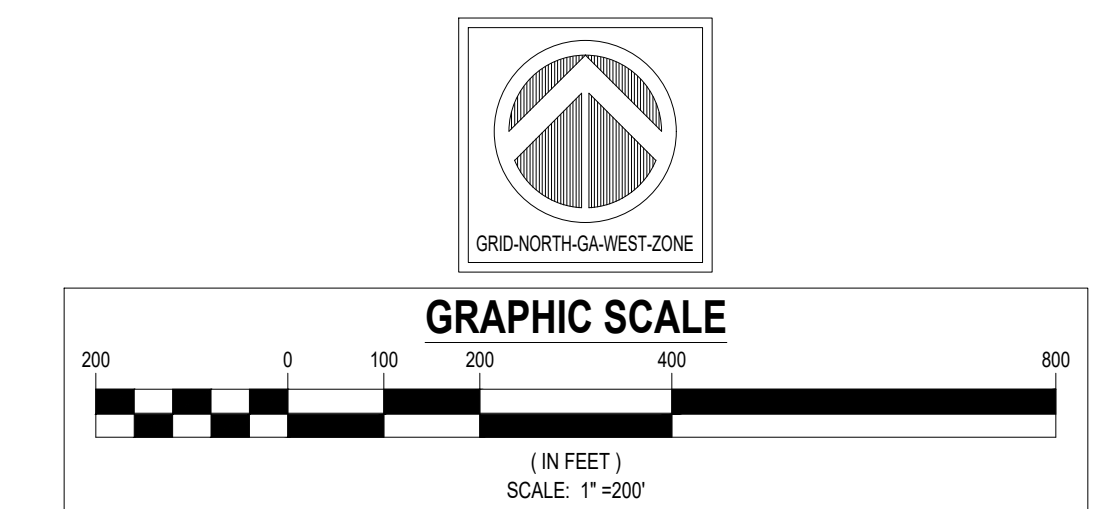 GRID-NORTH-GA-WEST-ZONE
GRAPHIC SCALE
200 0 100 200 400 800
( IN FEET )
SCALE: 1" =200'